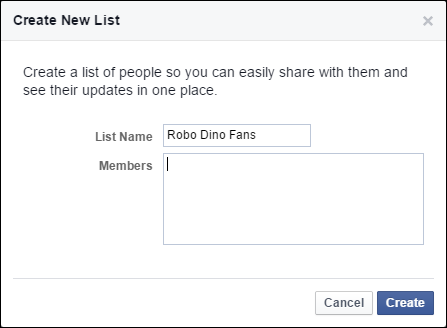 Create New List
Create a list of people so you can easily share with them and
see their updates in one place.
List Name Robo Dino Fans
Members
Cancel Create